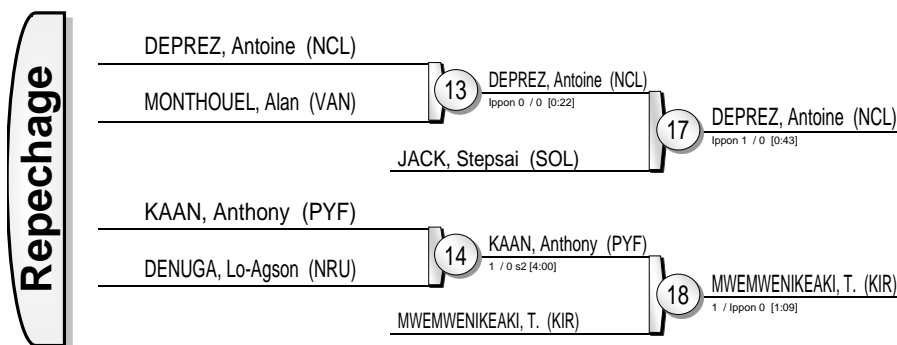 Repechage
DEPREZ, Antoine (NCL)
MONTHOUEL, Alan (VAN)
13
DEPREZ, Antoine (NCL)
Ippon 0 / 0 [0:22]
JACK, Stepsai (SOL)
17
DEPREZ, Antoine (NCL)
Ippon 1 / 0 [0:43]
KAAN, Anthony (PYF)
DENUGA, Lo-Agson (NRU)
14
KAAN, Anthony (PYF)
1 / 0 s2 [4:00]
MWEMWENIKEAKI, T. (KIR)
18
MWEMWENIKEAKI, T. (KIR)
1 / Ippon 0 [1:09]